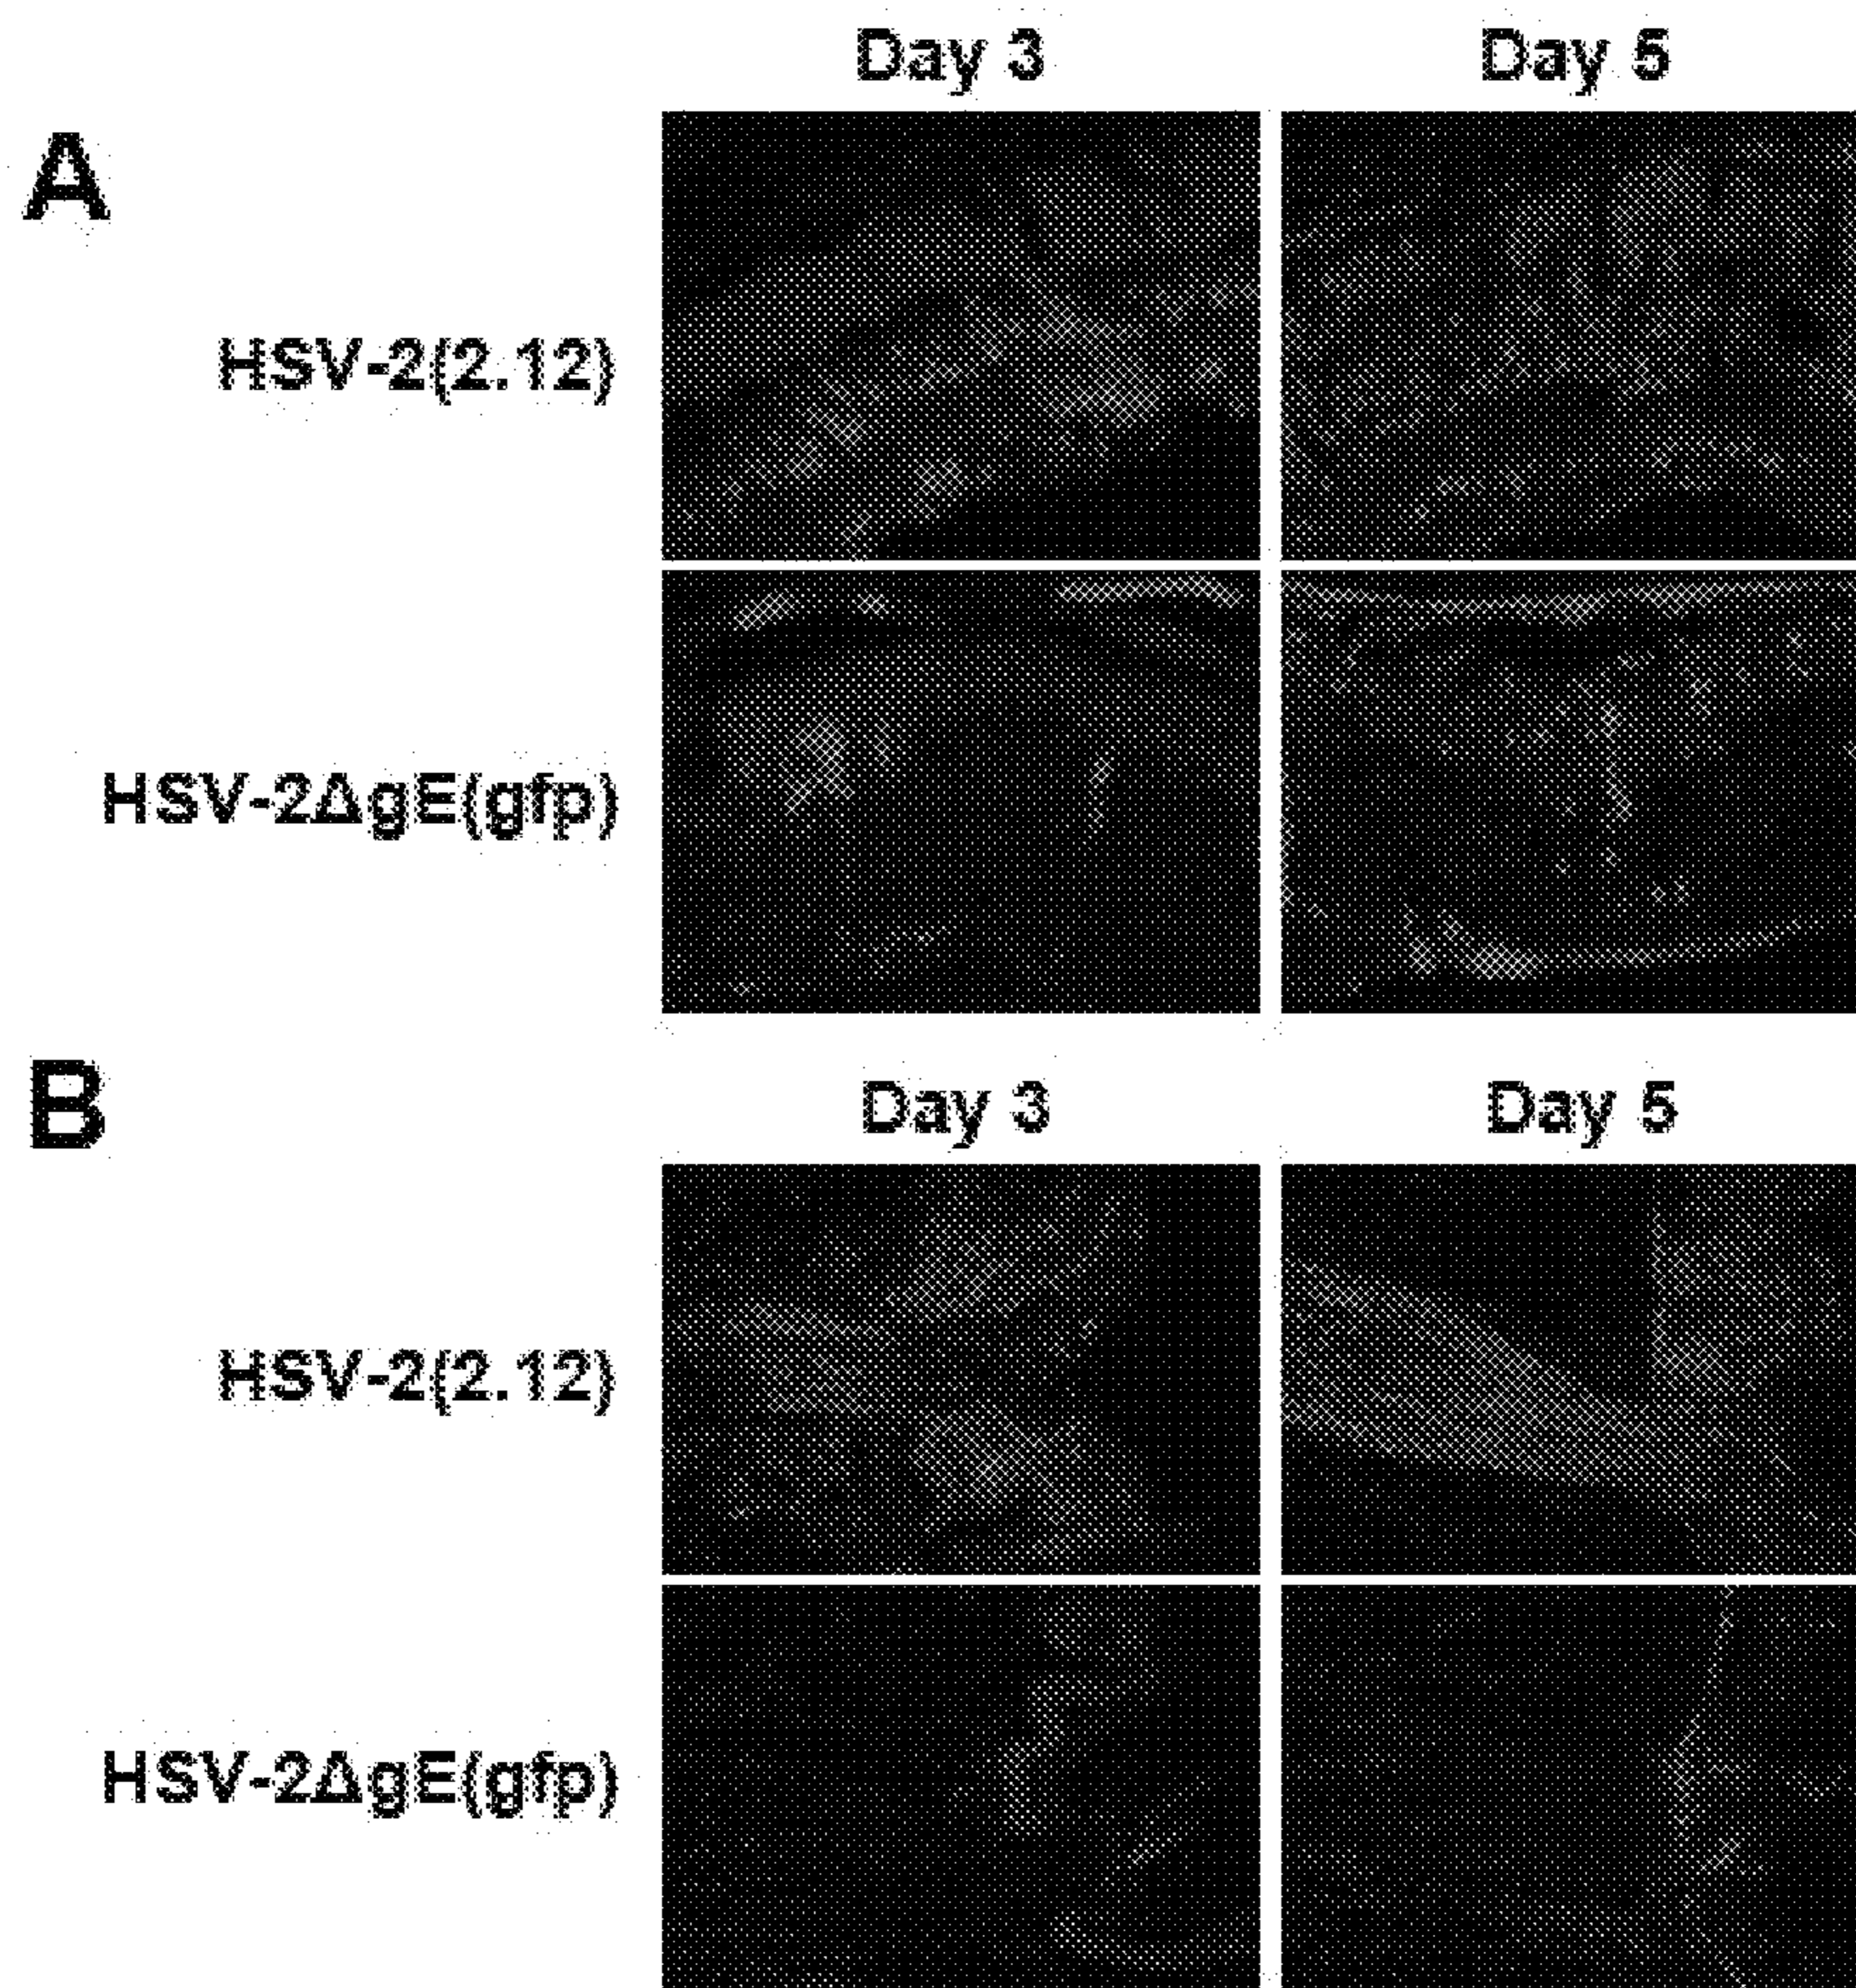 Day 3 Day 5
A
HSV-2(2.12)
HSV-2ΔgE(gfp)
B
Day 3 Day 5
HSV-2(2.12)
HSV-2ΔgE(gfp)